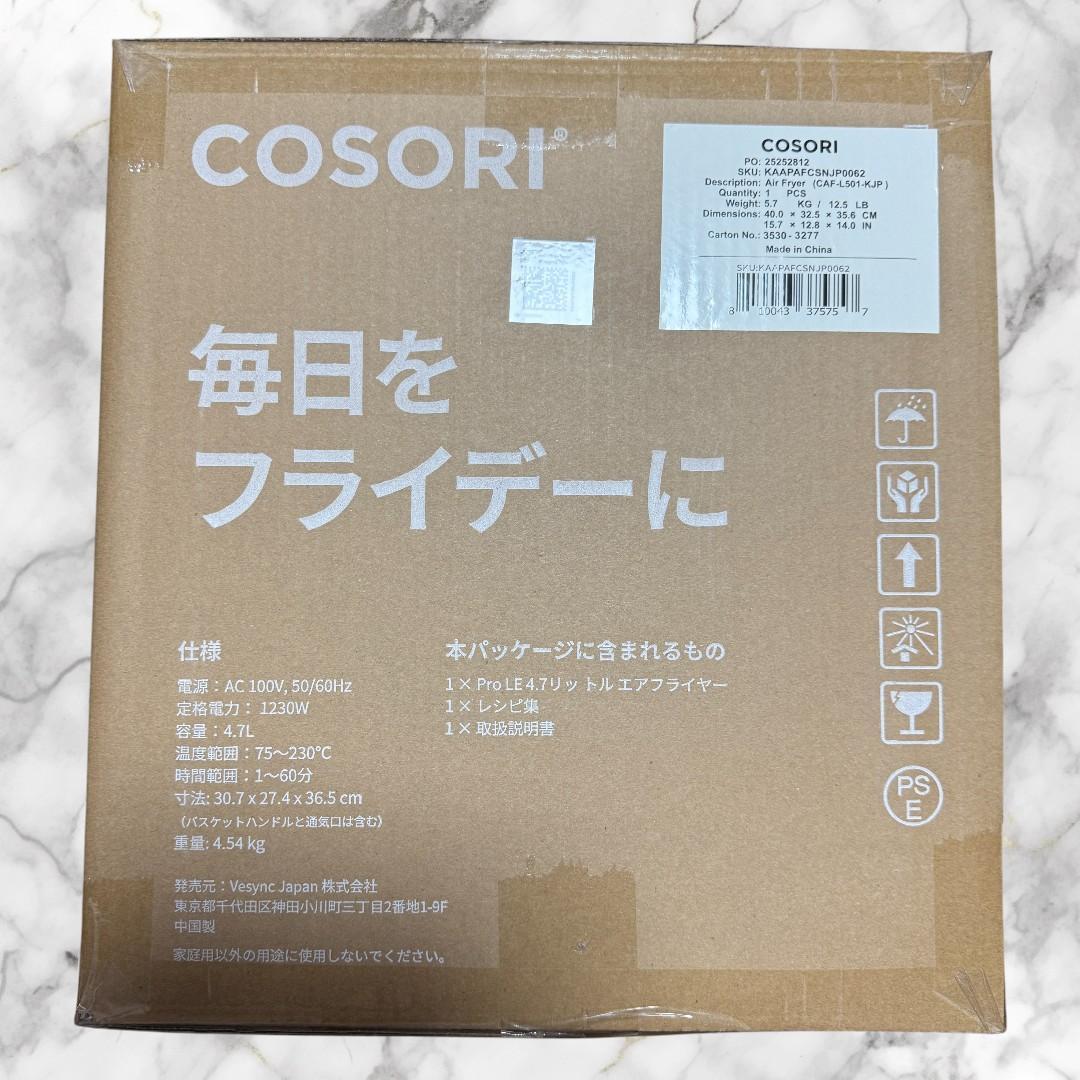 COSORI®
COSORI
PO: 25252812
SKU: KAAPAFCSNJP0062
Description: Air Fryer (CAF-L501-KJP )
Quantity: 1 PCS
Weight: 5.7 KG / 12.5 LB
Dimensions: 40.0 × 32.5 × 35.6 CM
15.7 × 12.8 × 14.0 IN
Carton No.: 3530 - 3277
Made in China
SKU:KAAPAFCSNJP0062
8 10043 37575 7
毎日を
フライデーに
仕様
電源：AC 100V, 50/60Hz
定格電力： 1230W
容量：4.7L
温度範囲：75～230°C
時間範囲：1～60分
寸法: 30.7 x 27.4 x 36.5 cm
（バスケットハンドルと通気口は含む）
重量: 4.54 kg
本パッケージに含まれるもの
1 × Pro LE 4.7リットル エアフライヤー
1 × レシピ集
1 × 取扱説明書
発売元：Vesync Japan 株式会社
東京都千代田区神田小川町三丁目2番地1-9F
中国製
家庭用以外の用途に使用しないでください。
PS
E